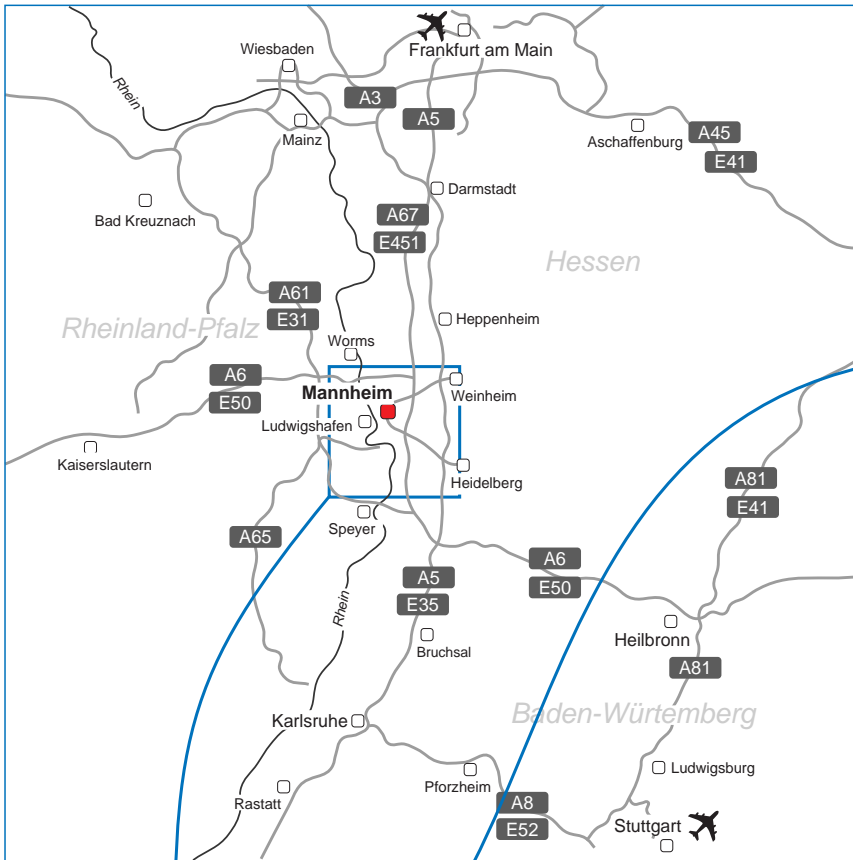 Frankfurt am Main
Wiesbaden
Rhein
A3
A5
Mainz
Aschaffenburg
A45
E41
Darmstadt
Bad Kreuznach
A67
E451
Hessen
A61
E31
Rheinland-Pfalz
Heppenheim
Worms
A6
E50
Mannheim
Weinheim
Ludwigshafen
Kaiserslautern
Heidelberg
A81
E41
Speyer
A65
A6
E50
A5
E35
Rhein
Bruchsal
Heilbronn
A81
Karlsruhe
Baden-Würtemberg
Pforzheim
Ludwigsburg
Rastatt
A8
E52
Stuttgart